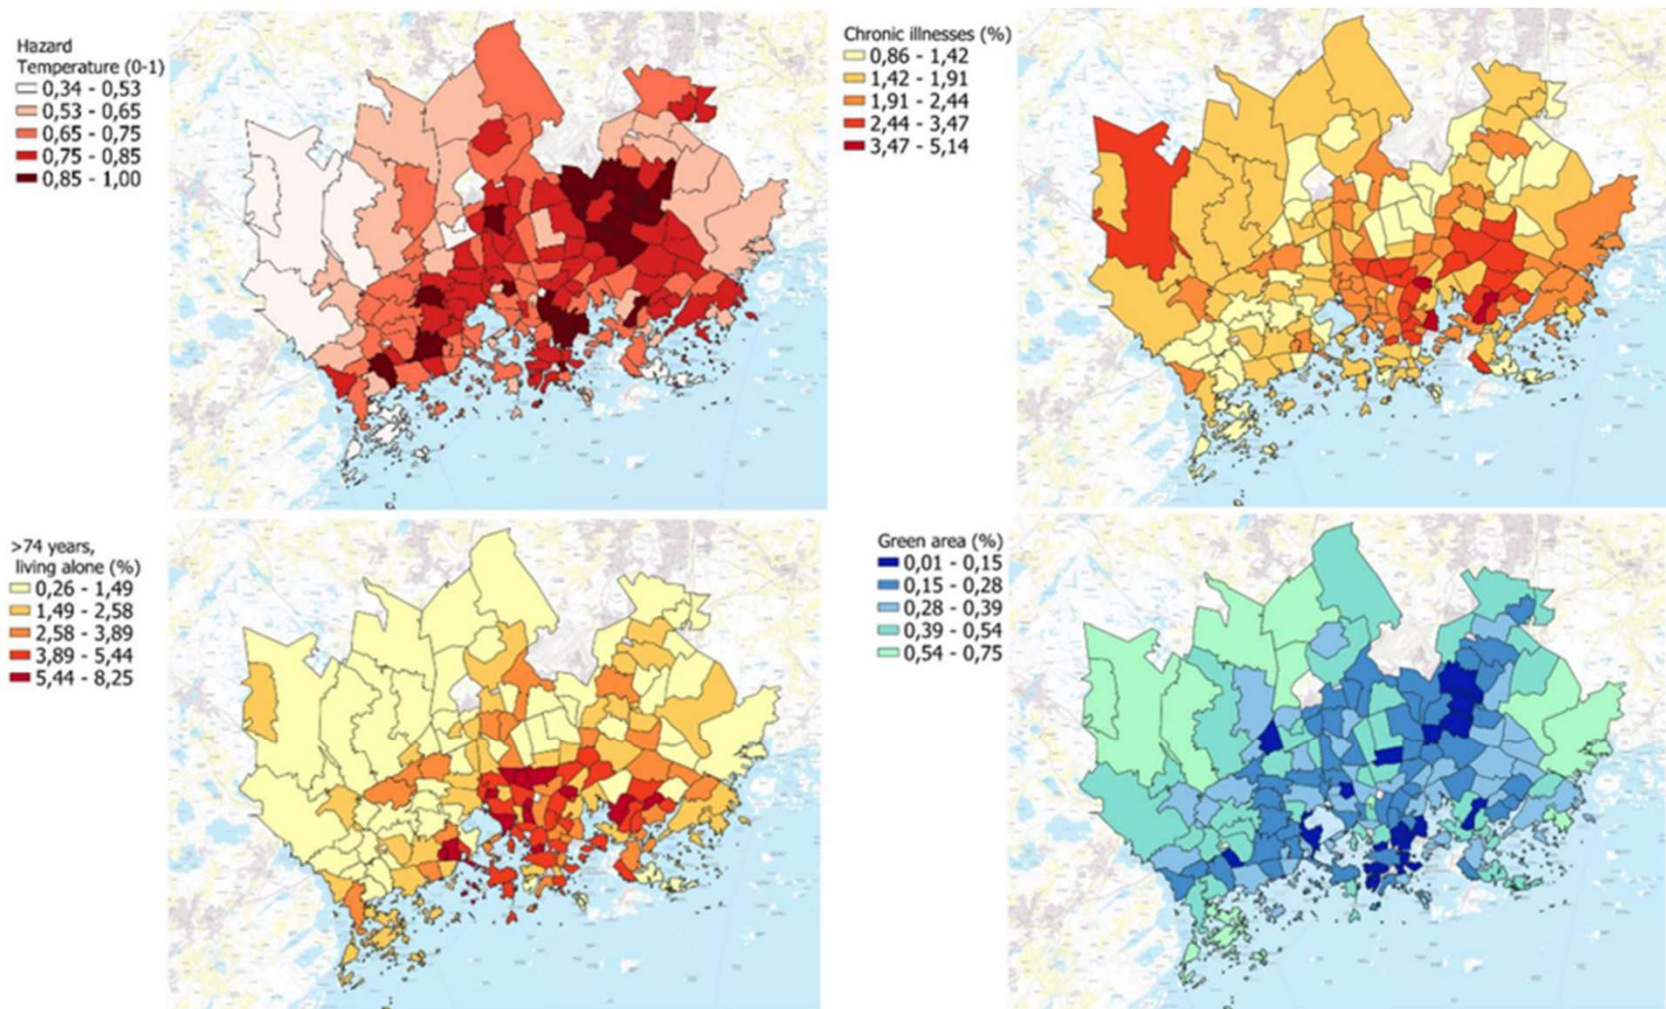 Hazard
Temperature (0-1)
0,34 - 0,53
0,53 - 0,65
0,65 - 0,75
0,75 - 0,85
0,85 - 1,00
Chronic illnesses (%)
0,86 - 1,42
1,42 - 1,91
1,91 - 2,44
2,44 - 3,47
3,47 - 5,14
>74 years,
living alone (%)
0,26 - 1,49
1,49 - 2,58
2,58 - 3,89
3,89 - 5,44
5,44 - 8,25
Green area (%)
0,01 - 0,15
0,15 - 0,28
0,28 - 0,39
0,39 - 0,54
0,54 - 0,75